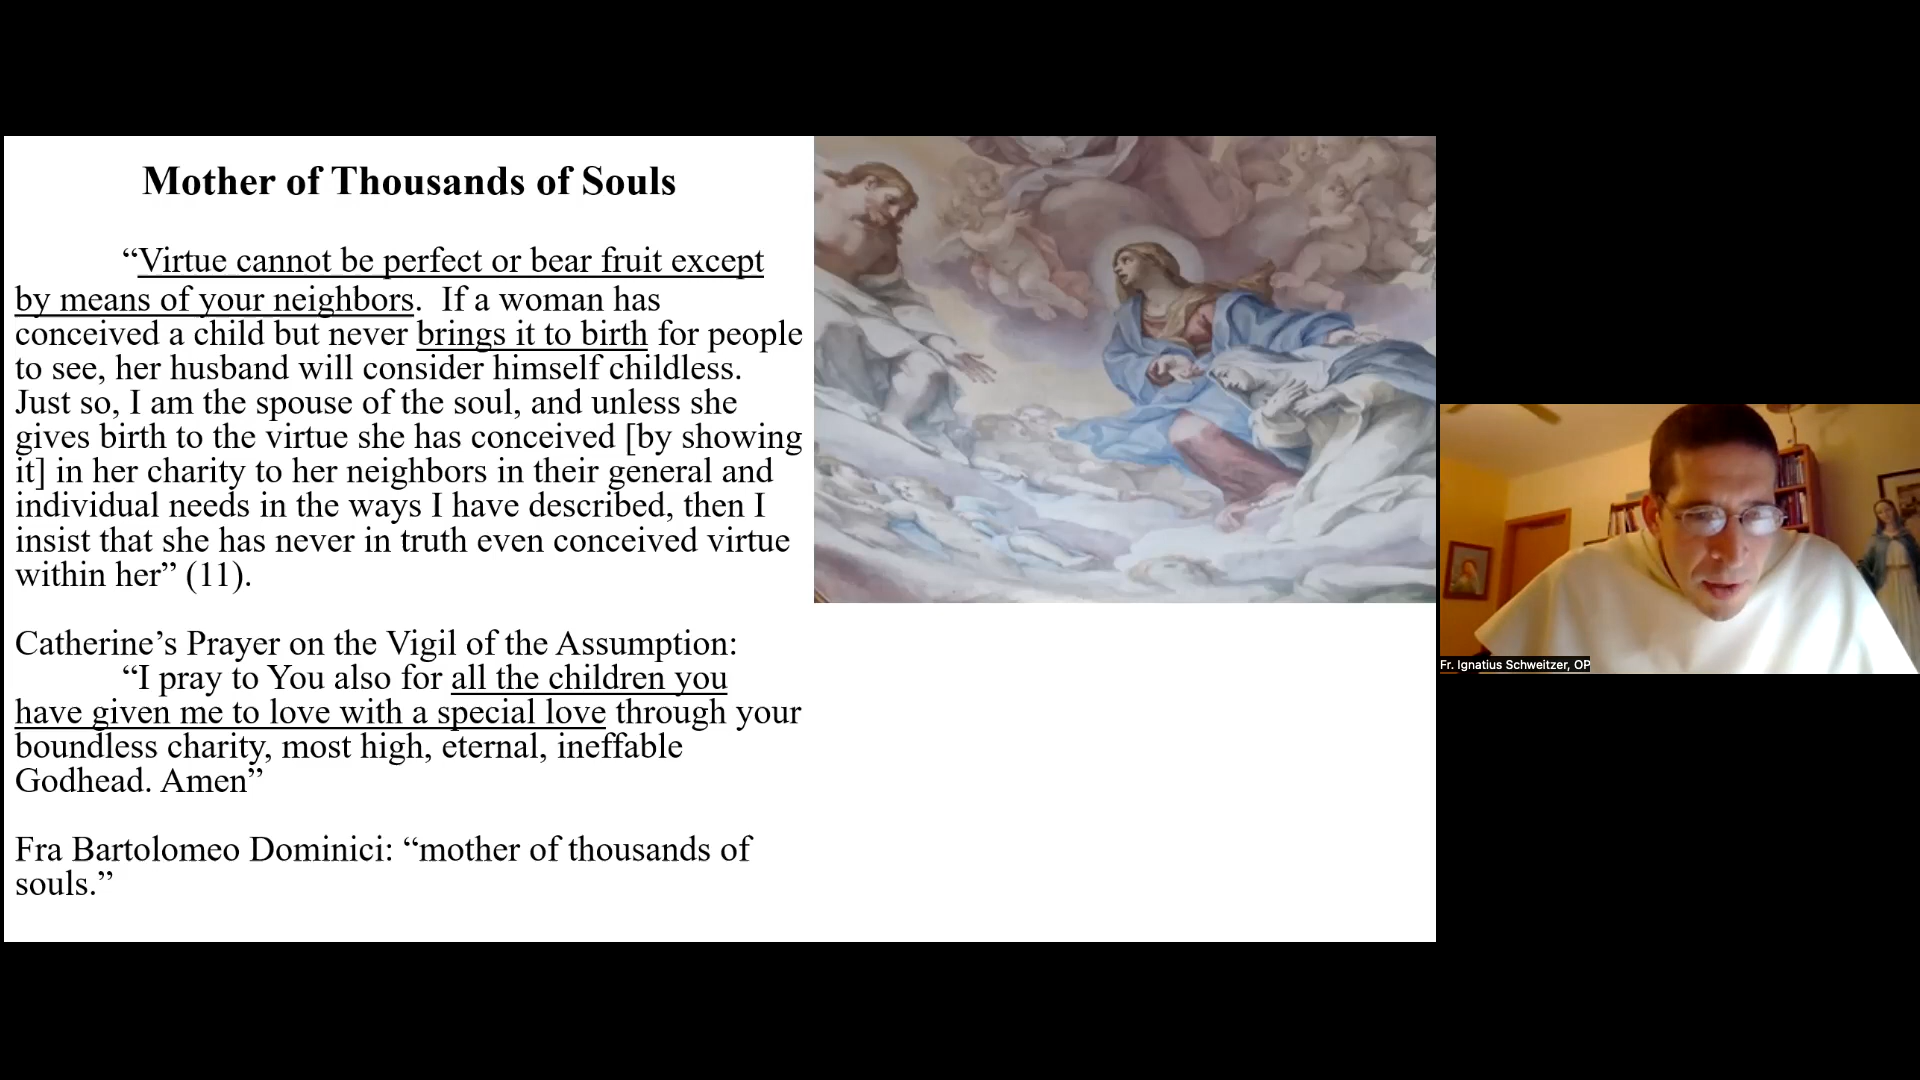 Mother of Thousands of Souls
“Virtue cannot be perfect or bear fruit except
by means of your neighbors.  If a woman has
conceived a child but never brings it to birth for people
to see, her husband will consider himself childless.
Just so, I am the spouse of the soul, and unless she
gives birth to the virtue she has conceived [by showing
it] in her charity to her neighbors in their general and
individual needs in the ways I have described, then I
insist that she has never in truth even conceived virtue
within her” (11).
Catherine’s Prayer on the Vigil of the Assumption:
“I pray to You also for all the children you
have given me to love with a special love through your
boundless charity, most high, eternal, ineffable
Godhead. Amen”
Fra Bartolomeo Dominici: “mother of thousands of
souls.”
Fr. Ignatius Schweitzer, OP